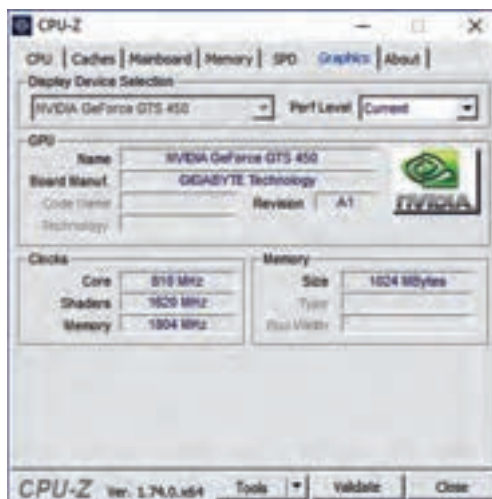 CPU-Z
CPU Caches Mainboard Memory SPD Graphics About
Display Device Selection
NVIDIA GeForce GTS 450 Perf Level Current
GPU
Name NVIDIA GeForce GTS 450
Board Manuf. GIGABYTE Technology
Code Name Revision A1
Technology
NVIDIA
Clocks Memory
Core 810 MHz Size 1024 MBytes
Shaders 1620 MHz Type
Memory 1804 MHz Bus Width
CPU-Z Ver. 1.74.0.x64 Tools Validate Close